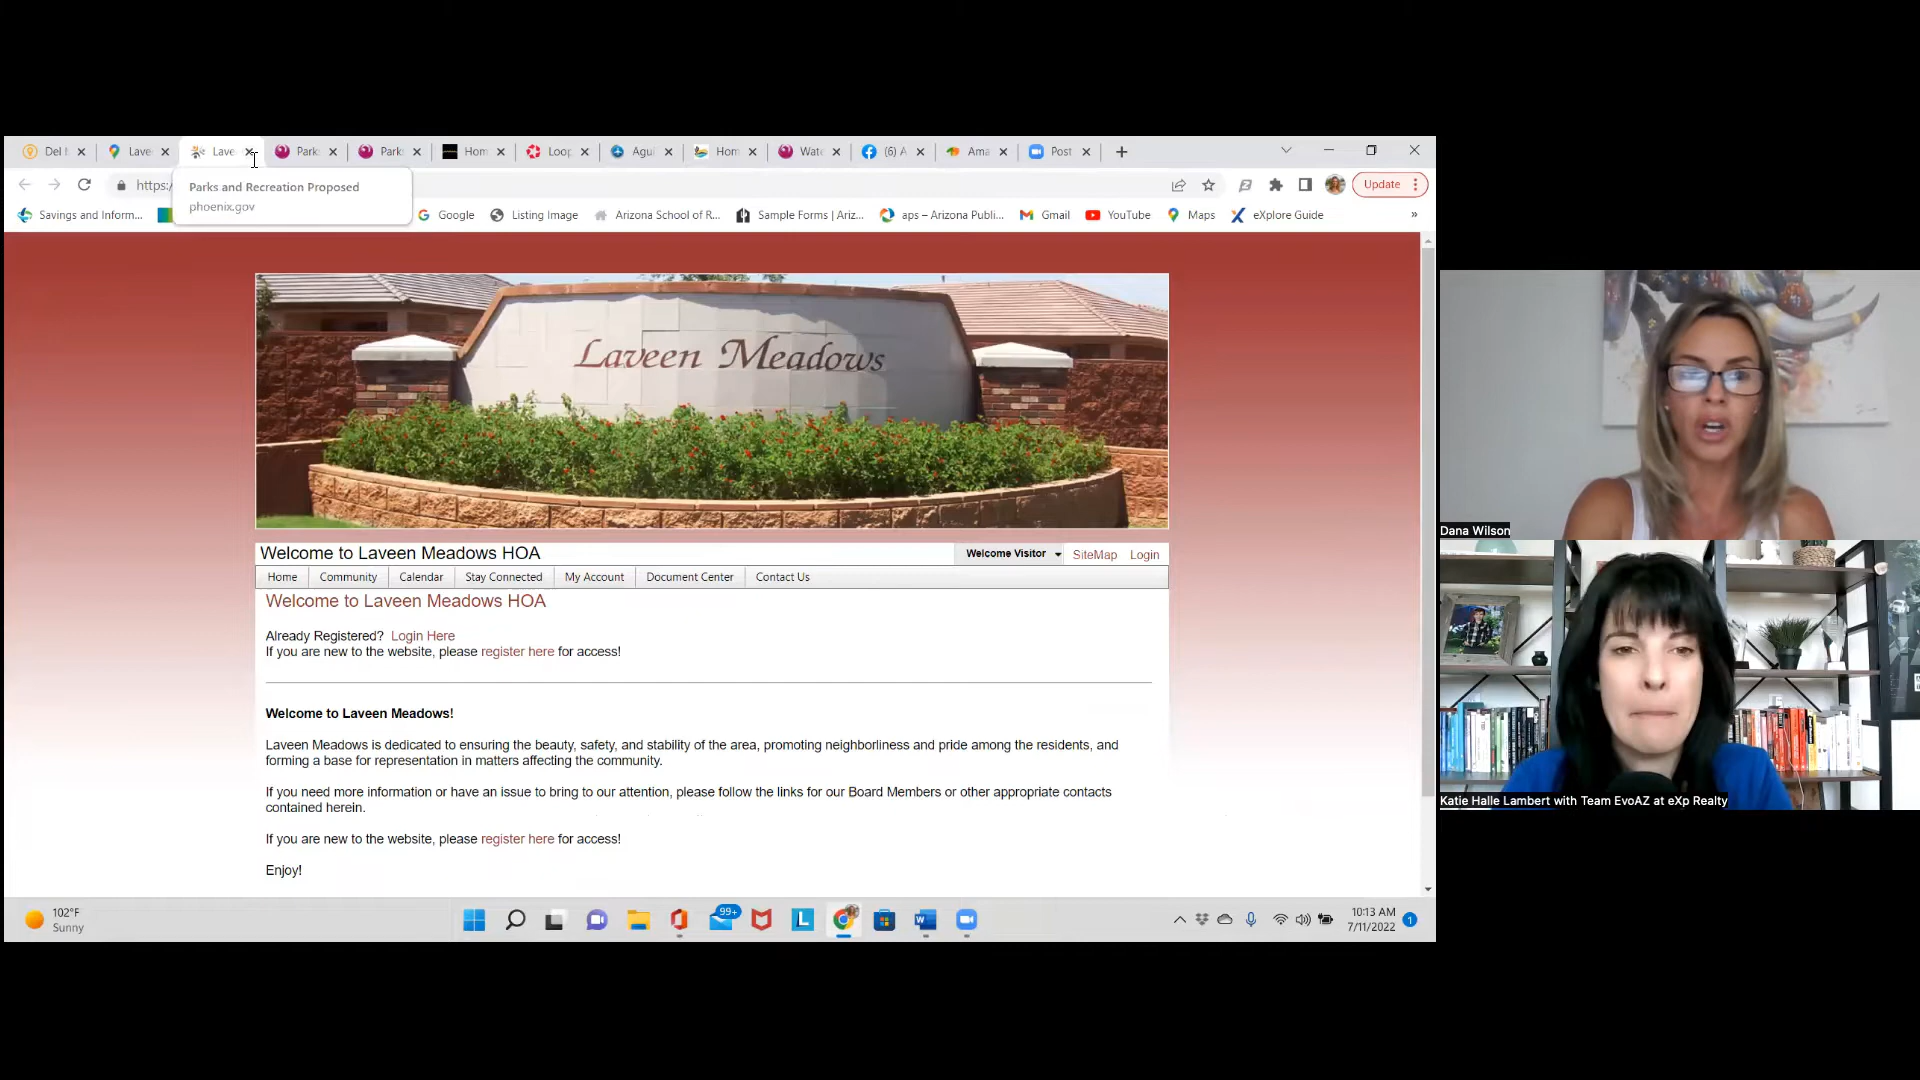 Del
Lave
Lave
Parks
Parks
Hom
Loop
Agui
Hom
Wate
(6) A
Ama
Post
https:/
Update
Parks and Recreation Proposed
phoenix.gov
Savings and Inform...
Google
Listing Image
Arizona School of R...
Sample Forms | Ariz...
aps – Arizona Publi...
Gmail
YouTube
Maps
eXplore Guide
»
Laveen Meadows
Welcome to Laveen Meadows HOA
Welcome Visitor
SiteMap
Login
Home
Community
Calendar
Stay Connected
My Account
Document Center
Contact Us
Welcome to Laveen Meadows HOA
Already Registered? Login Here
If you are new to the website, please register here for access!
Welcome to Laveen Meadows!
Laveen Meadows is dedicated to ensuring the beauty, safety, and stability of the area, promoting neighborliness and pride among the residents, and
forming a base for representation in matters affecting the community.
If you need more information or have an issue to bring to our attention, please follow the links for our Board Members or other appropriate contacts
contained herein.
If you are new to the website, please register here for access!
Enjoy!
102°F
Sunny
99+
L
W
10:13 AM
7/11/2022
1
Dana Wilson
Katie Halle Lambert with Team EvoAZ at eXp Realty